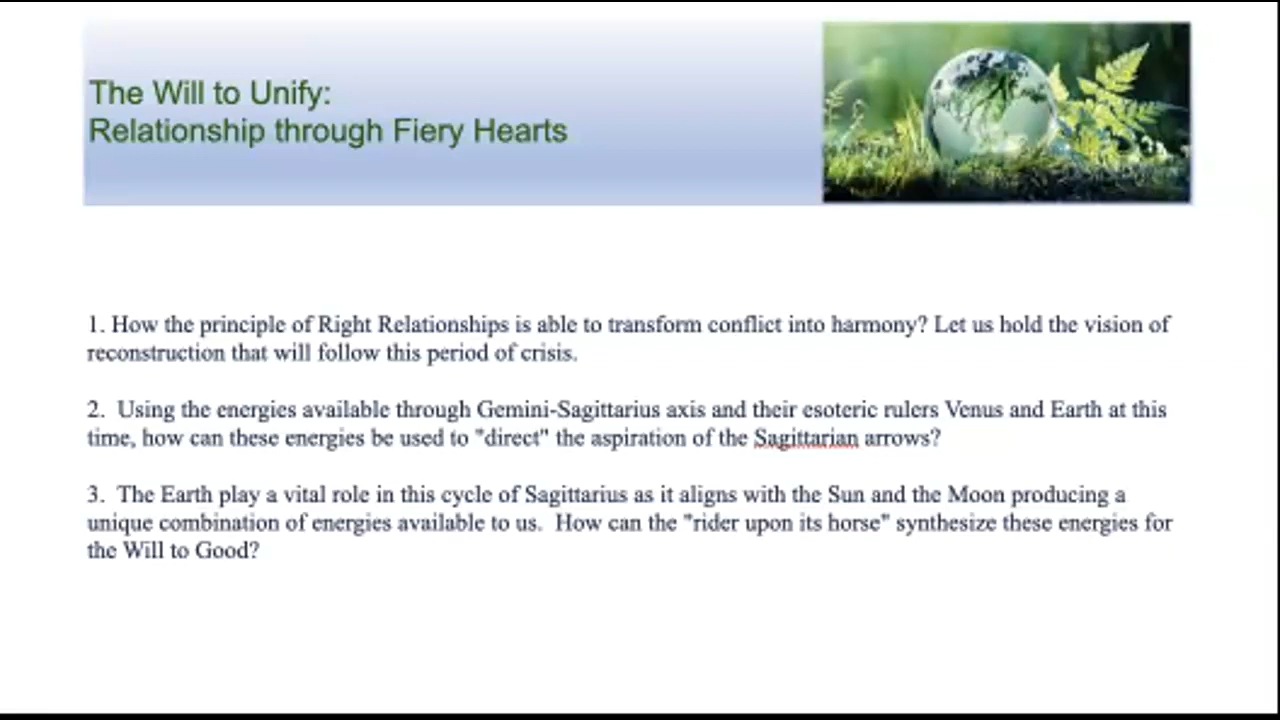 The Will to Unify:
Relationship through Fiery Hearts
1. How the principle of Right Relationships is able to transform conflict into harmony? Let us hold the vision of
reconstruction that will follow this period of crisis.
2.  Using the energies available through Gemini-Sagittarius axis and their esoteric rulers Venus and Earth at this
time, how can these energies be used to "direct" the aspiration of the Sagittarian arrows?
3.  The Earth play a vital role in this cycle of Sagittarius as it aligns with the Sun and the Moon producing a
unique combination of energies available to us.  How can the "rider upon its horse" synthesize these energies for
the Will to Good?